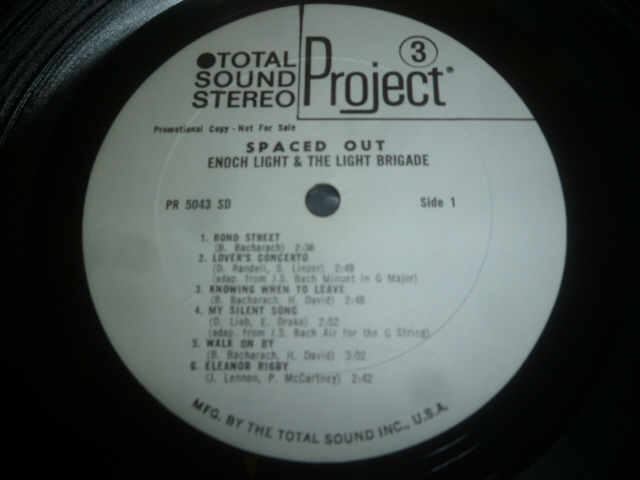 TOTAL SOUND STEREO
Project 3
Promotional Copy - Not For Sale
SPACED OUT
ENOCH LIGHT & THE LIGHT BRIGADE
PR 5043 SD
Side 1
1. BOND STREET
(B. Bacharach) 2:38
2. LOVER'S CONCERTO
(D. Randell, S. Linzer) 2:49
(adap. from J.S. Bach Minuet in G Major)
3. KNOWING WHEN TO LEAVE
(B. Bacharach, H. David) 2:48
4. MY SILENT SONG
(D. Lieb, E. Drake) 2:52
(adap. from J.S. Bach Air for the G String)
5. WALK ON BY
(B. Bacharach, H. David) 3:02
6. ELEANOR RIGBY
(J. Lennon, P. McCartney) 2:42
MFG. BY THE TOTAL SOUND INC., U.S.A.